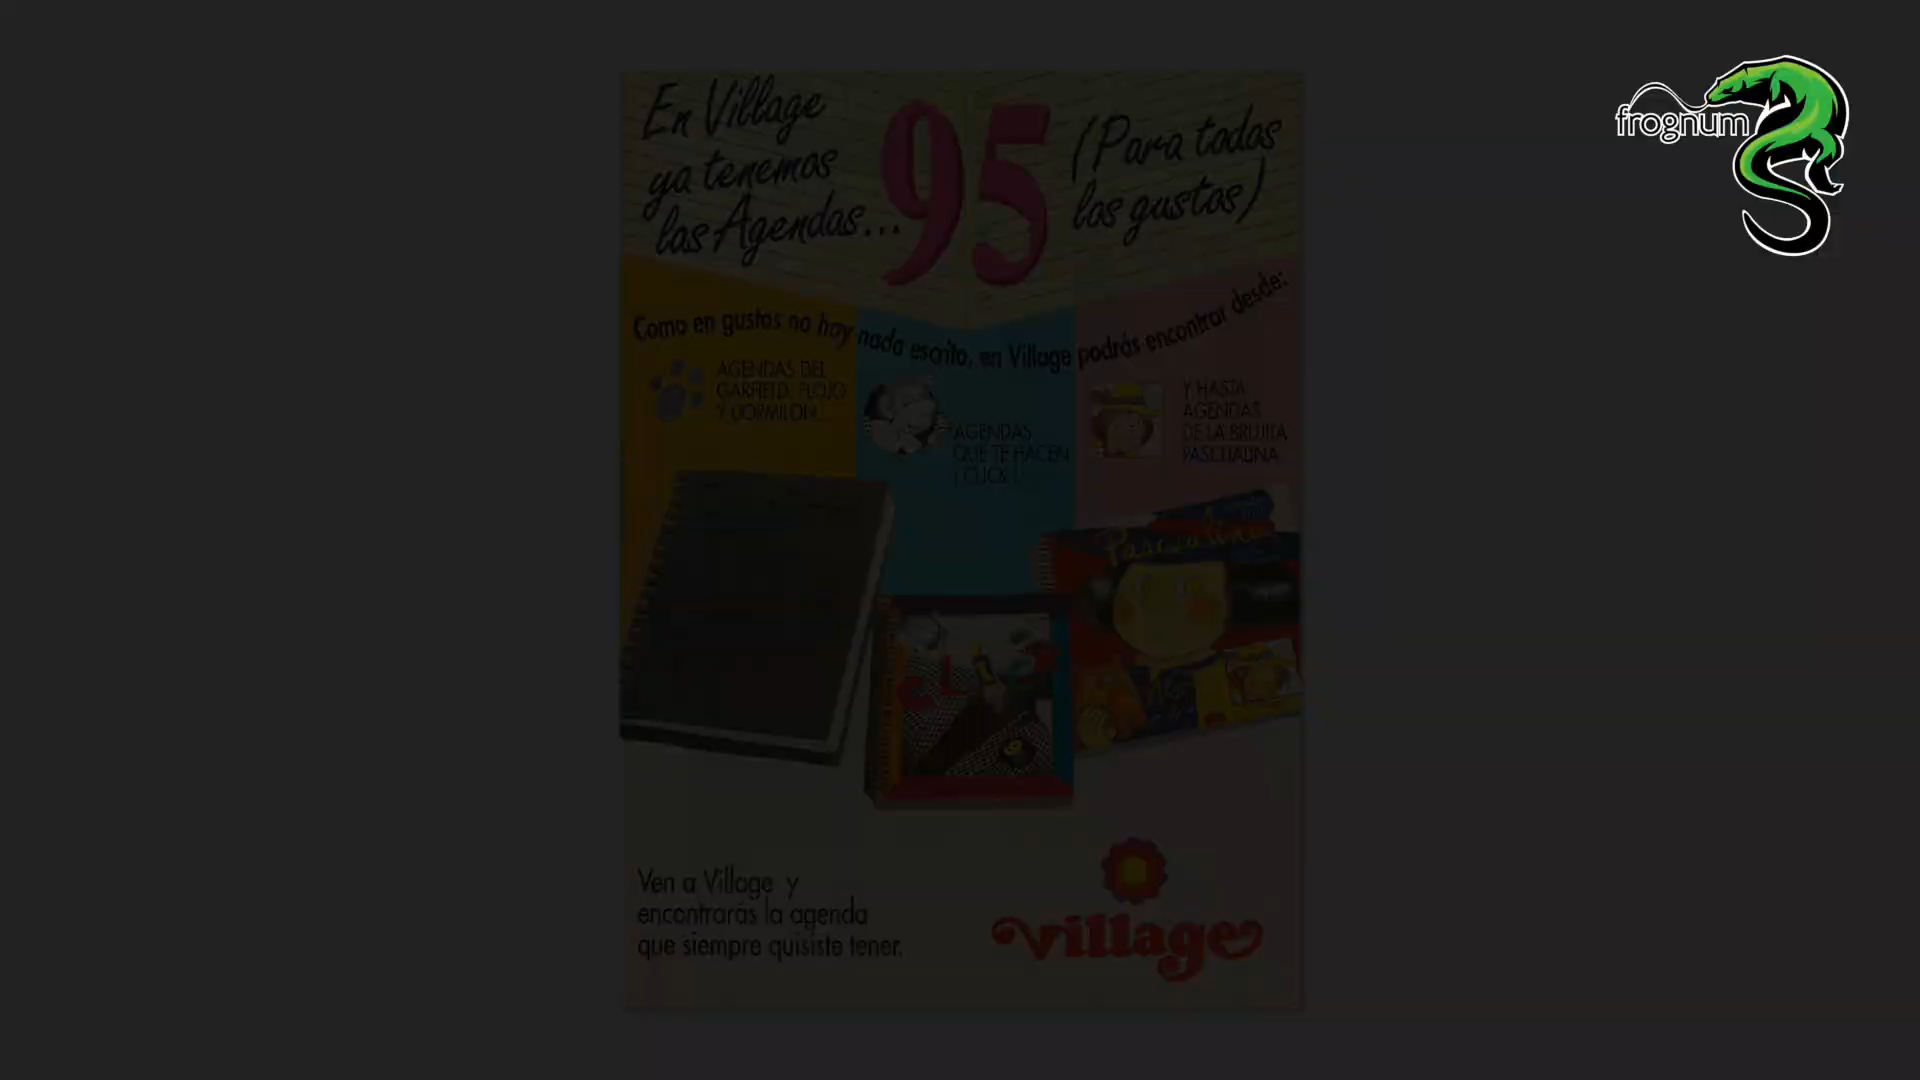 frognum
En Village
ya tenemos
las Agendas...
95
(Para todos
los gustos)
Como en gustos no hay nada escrito, en Village podrás encontrar desde:
AGENDAS DEL
GARFIELD, FLOJO
Y DORMILON...
AGENDAS
QUE TE HACEN
¡ CLICK !
Y HASTA
AGENDAS
DE LA BRUJITA
PASCUALINA
Pascualina
Ven a Village y
encontrarás la agenda
que siempre quisiste tener.
village